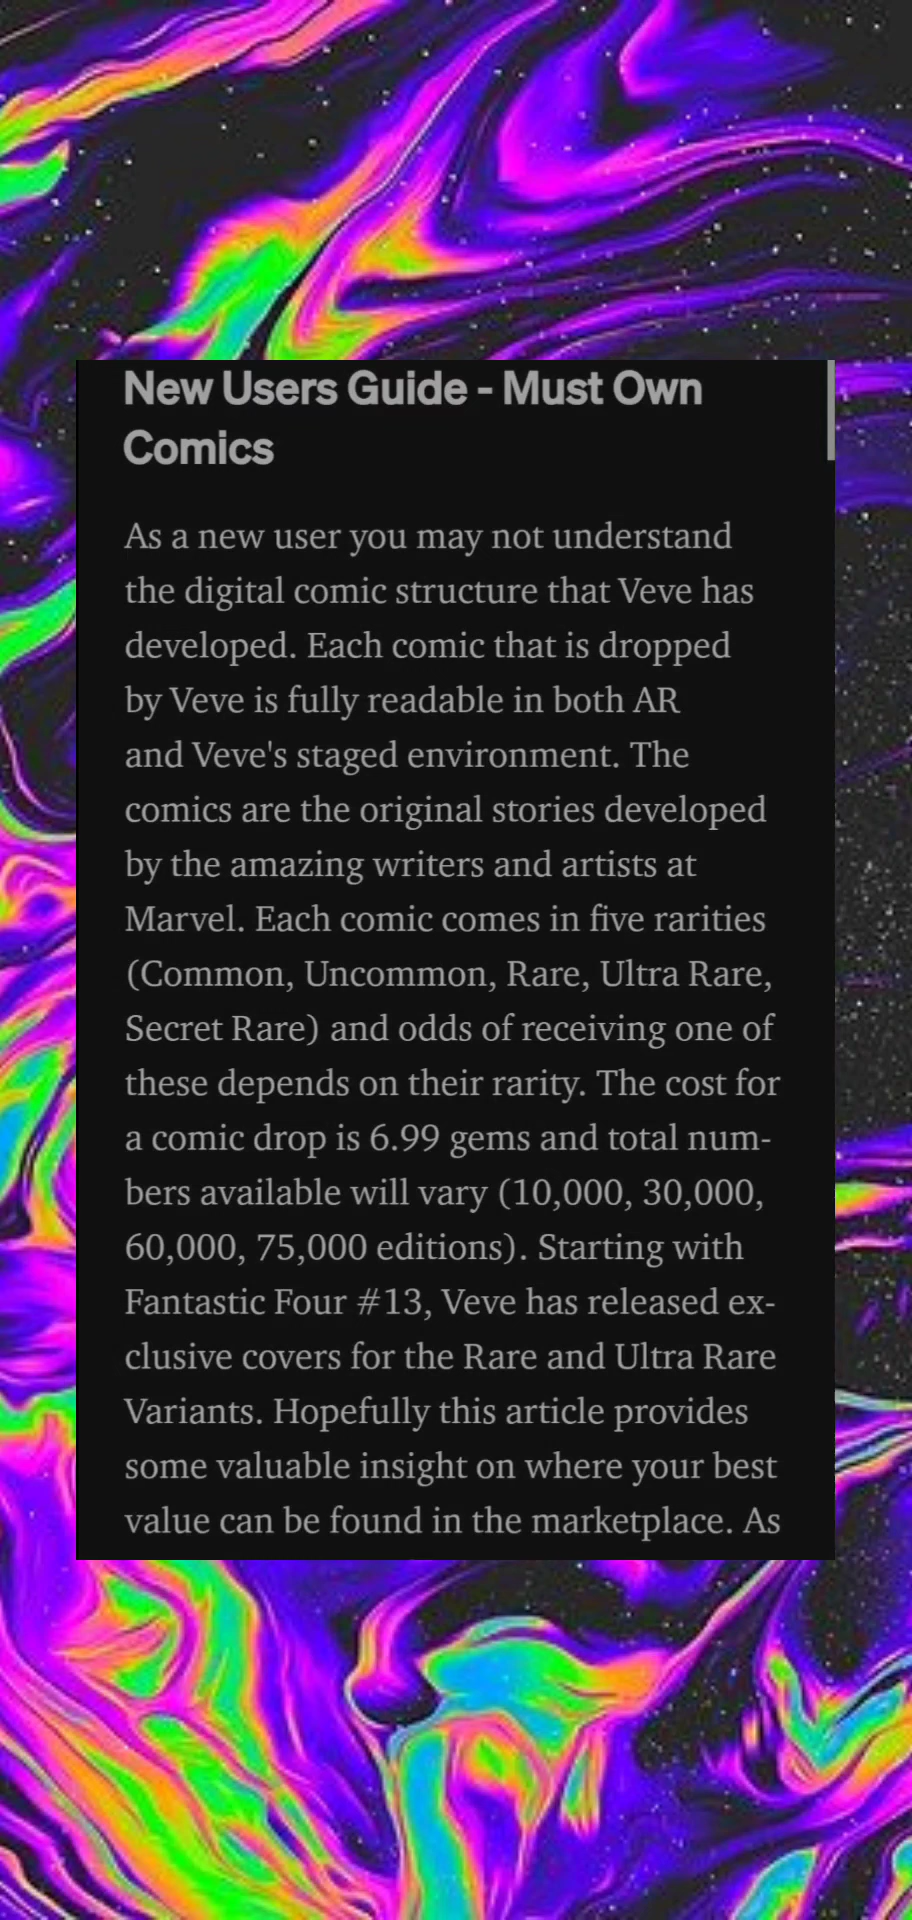 New Users Guide - Must Own
Comics
As a new user you may not understand
the digital comic structure that Veve has
developed. Each comic that is dropped
by Veve is fully readable in both AR
and Veve's staged environment. The
comics are the original stories developed
by the amazing writers and artists at
Marvel. Each comic comes in five rarities
(Common, Uncommon, Rare, Ultra Rare,
Secret Rare) and odds of receiving one of
these depends on their rarity. The cost for
a comic drop is 6.99 gems and total num-
bers available will vary (10,000, 30,000,
60,000, 75,000 editions). Starting with
Fantastic Four #13, Veve has released ex-
clusive covers for the Rare and Ultra Rare
Variants. Hopefully this article provides
some valuable insight on where your best
value can be found in the marketplace. As